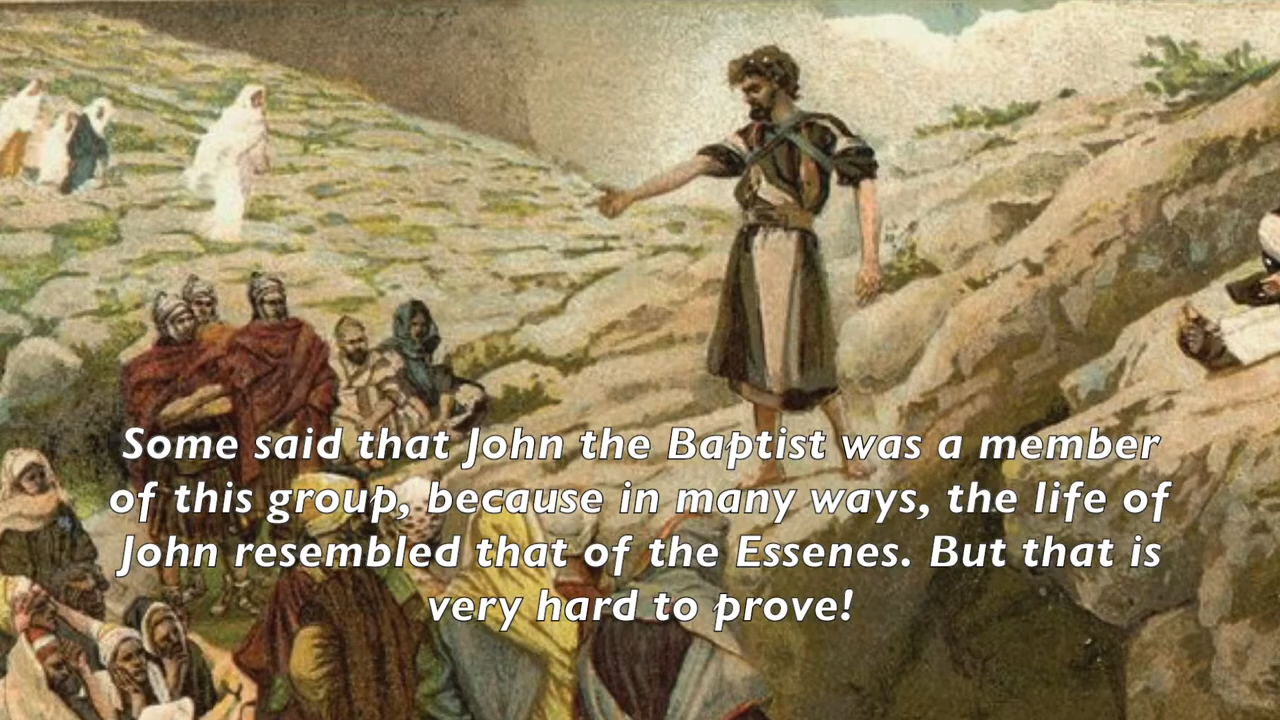 Some said that John the Baptist was a member
of this group, because in many ways, the life of
John resembled that of the Essenes. But that is
very hard to prove!